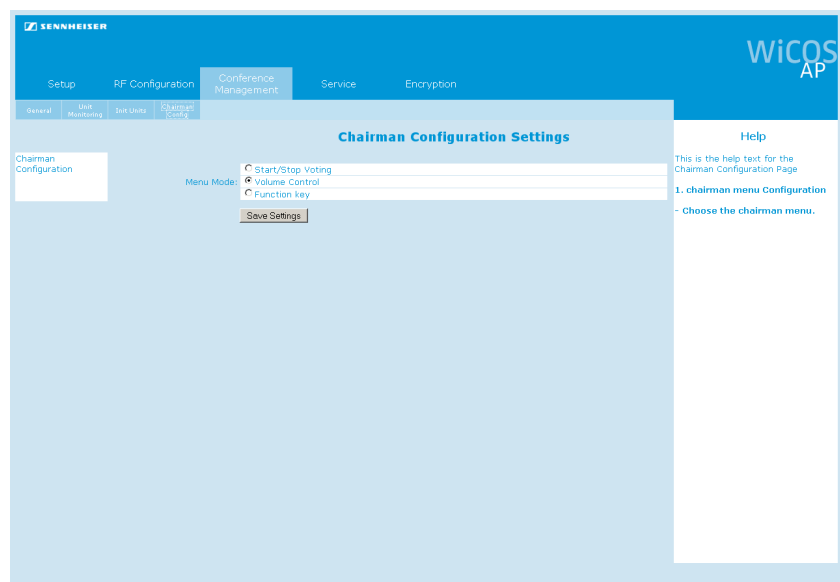 SENNHEISER
WiCOS
AP
Setup
RF Configuration
Conference
Management
Service
Encryption
General
Unit
Monitoring
Init Units
Chairman
Config
Chairman Configuration Settings
Help
Chairman
Configuration
This is the help text for the
Chairman Configuration Page
Menu Mode:
Start/Stop Voting
Volume Control
Function key
1. chairman menu Configuration
- Choose the chairman menu.
Save Settings